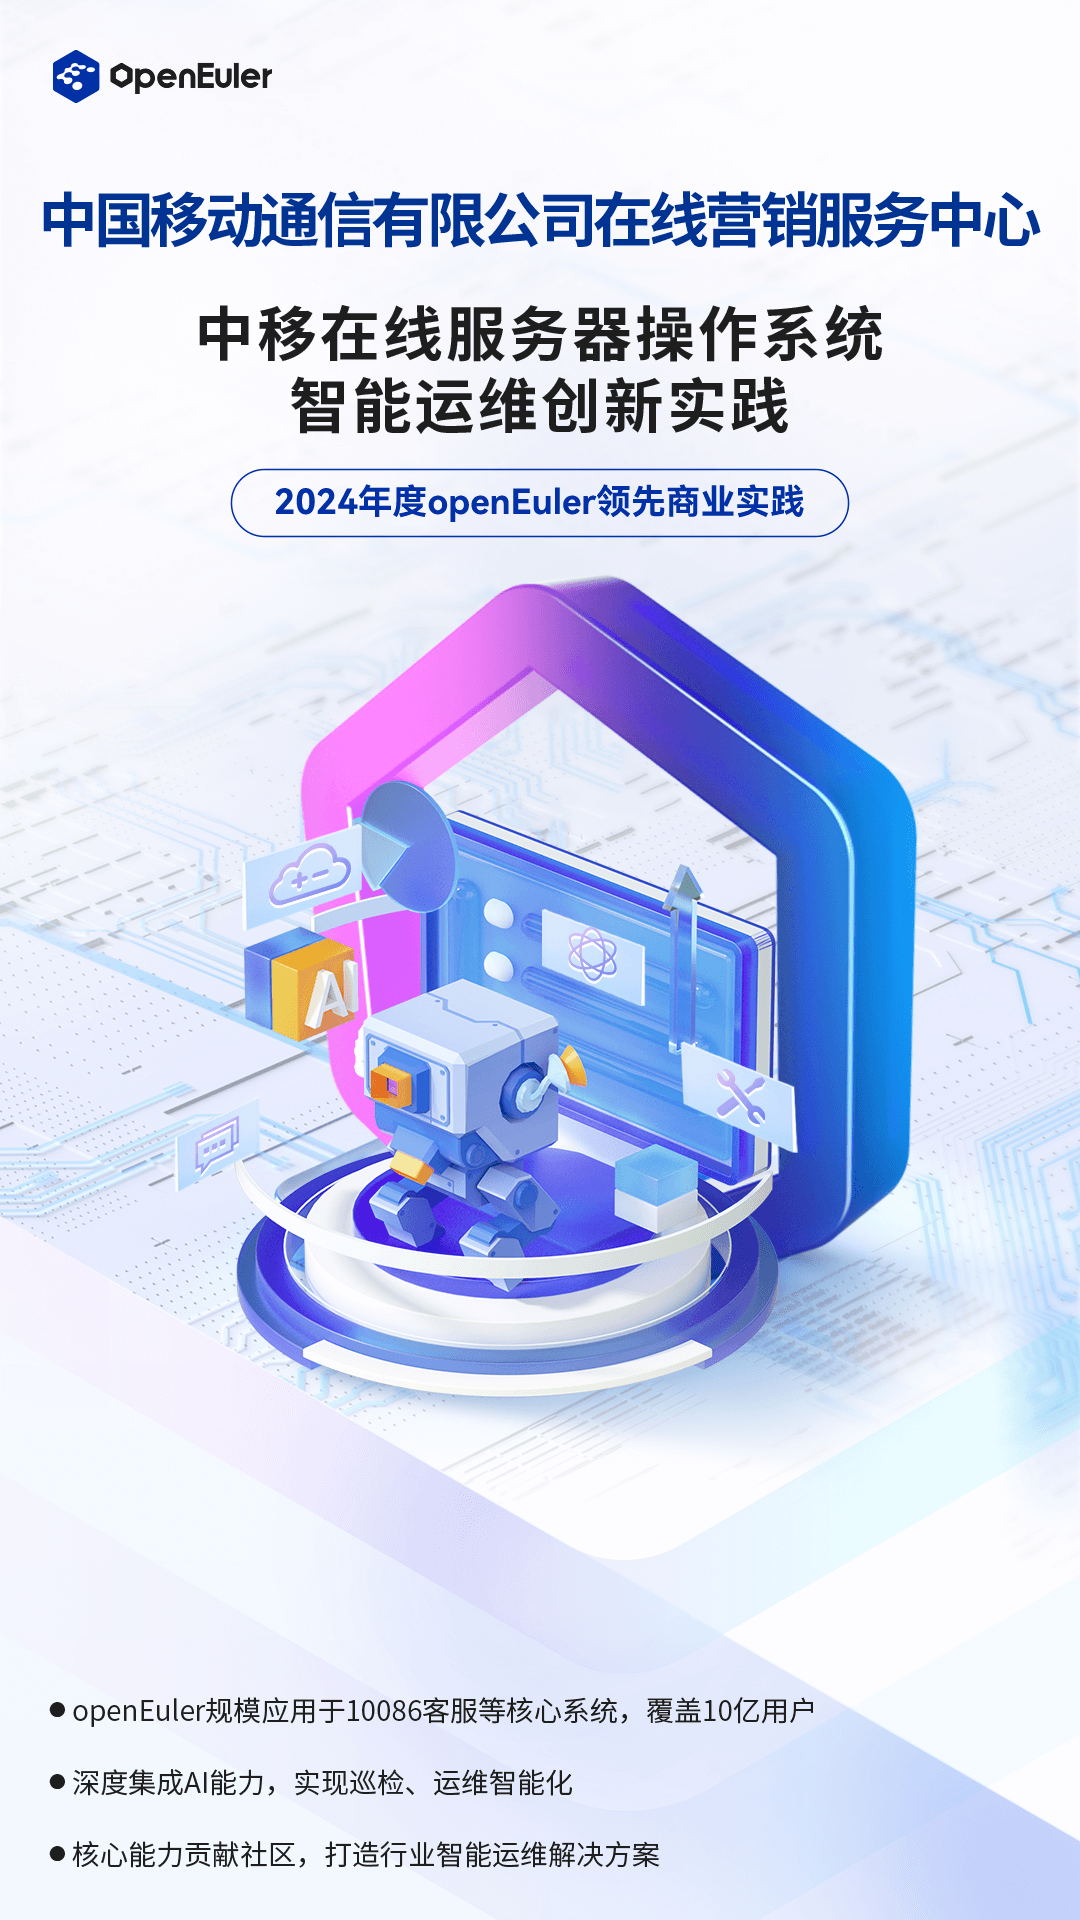 OpenEuler
中国移动通信有限公司在线营销服务中心
中移在线服务器操作系统
智能运维创新实践
2024年度openEuler领先商业实践
AI
openEuler规模应用于10086客服等核心系统，覆盖10亿用户
深度集成AI能力，实现巡检、运维智能化
核心能力贡献社区，打造行业智能运维解决方案